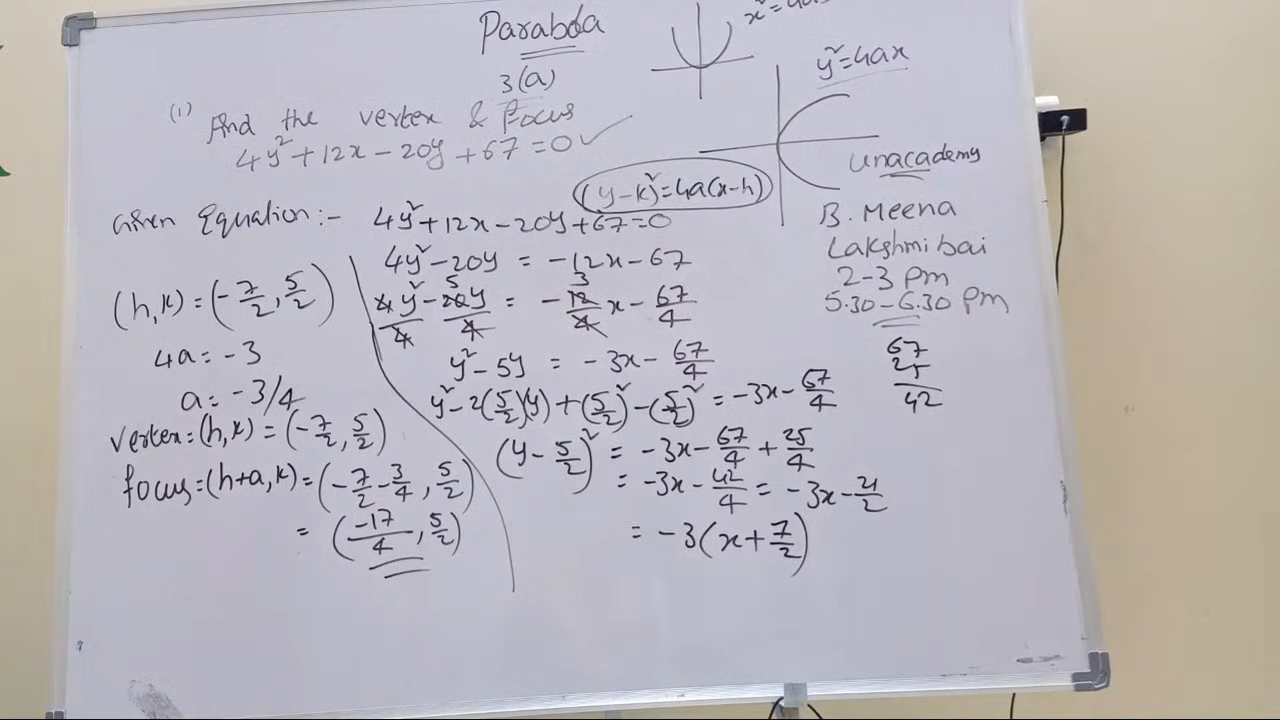 Parabola
x²=4a
y²=4ax
3(a)
(1) Find the vertex & focus
4y²+12x-20y+67=0 ✓
unacademy
B. Meena
Lakshmi bai
2-3 pm
5.30-6.30 pm
(y-k)²=4a(x-h)
Given Equation:- 4y²+12x-20y+67=0
4y²-20y = -12x-67
4y²/4 - 20y/4 = -12/4 x - 67/4
5 3
y²-5y = -3x- 67/4
y²-2(5/2)(y)+(5/2)²-(5/2)² = -3x- 67/4
(y- 5/2)² = -3x- 67/4 + 25/4
= -3x- 42/4 = -3x- 21/2
= -3(x+ 7/2)
67
25
42
(h,k)=(-7/2, 5/2)
4a = -3
a = -3/4
vertex=(h,k)=(-7/2, 5/2)
focus=(h+a,k)=(-7/2-3/4, 5/2)
= (-17/4, 5/2)